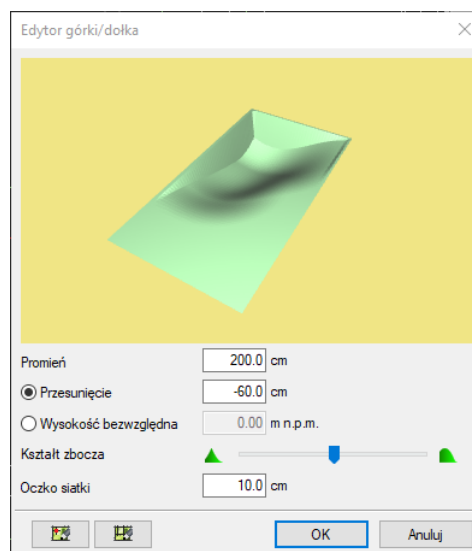 Edytor górki/dołka
Promień 200.0 cm
Przesunięcie -60.0 cm
Wysokość bezwzględna 0.00 m n.p.m.
Kształt zbocza
Oczko siatki 10.0 cm
OK Anuluj